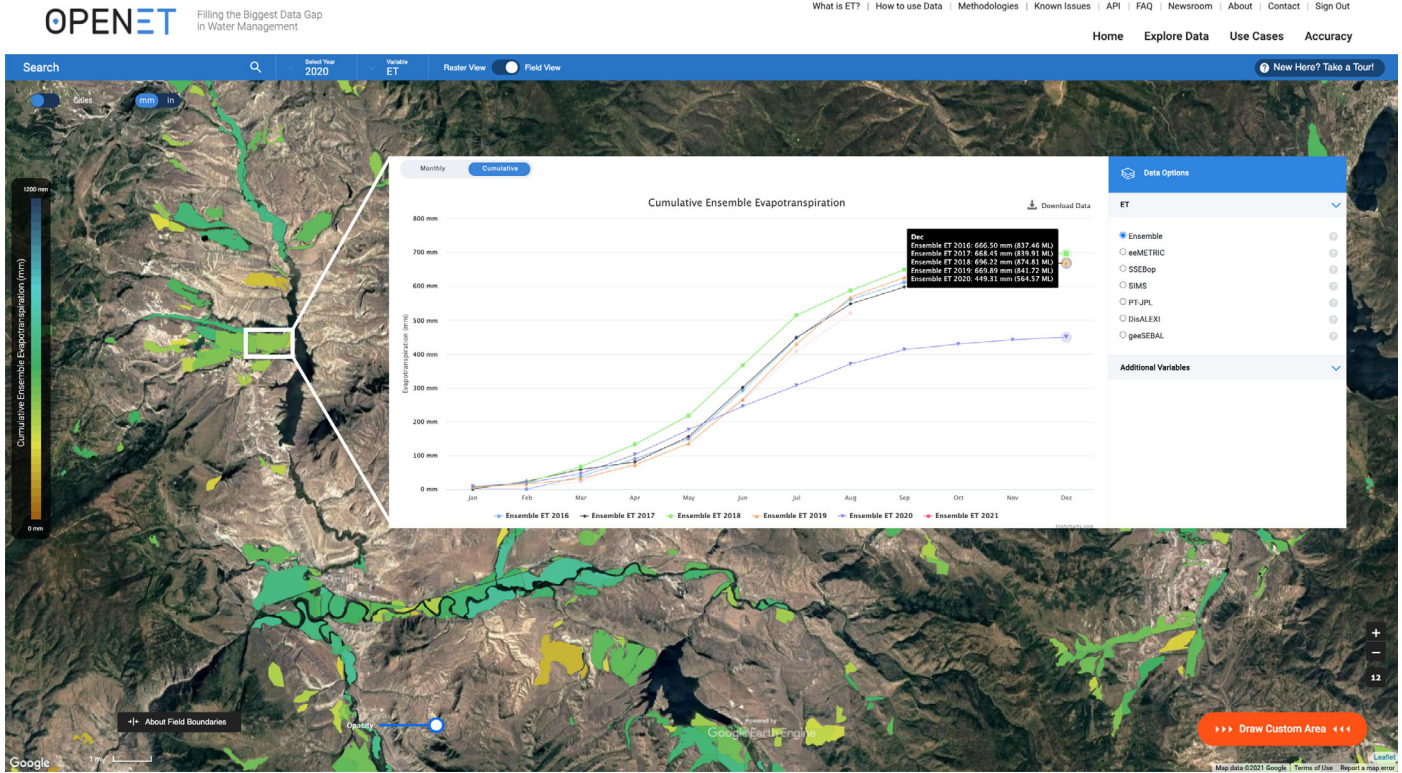 OPENET
Filling the Biggest Data Gap
in Water Management
What is ET? | How to use Data | Methodologies | Known Issues | API | FAQ | Newsroom | About | Contact | Sign Out
Home Explore Data Use Cases Accuracy
Search
Select Year
2020
Variable
ET
Raster View Field View
? New Here? Take a Tour!
Cities
mm in
1200 mm
Cumulative Ensemble Evapotranspiration (mm)
0 mm
Monthly Cumulative
Cumulative Ensemble Evapotranspiration
Download Data
800 mm
700 mm
600 mm
500 mm
400 mm
300 mm
200 mm
100 mm
0 mm
Evapotranspiration (mm)
Dec
Ensemble ET 2016: 666.50 mm (837.46 ML)
Ensemble ET 2017: 668.45 mm (839.91 ML)
Ensemble ET 2018: 696.22 mm (874.81 ML)
Ensemble ET 2019: 669.89 mm (841.72 ML)
Ensemble ET 2020: 449.31 mm (564.57 ML)
Jan Feb Mar Apr May Jun Jul Aug Sep Oct Nov Dec
Ensemble ET 2016 Ensemble ET 2017 Ensemble ET 2018 Ensemble ET 2019 Ensemble ET 2020 Ensemble ET 2021
Data Options
ET
Ensemble ?
eeMETRIC ?
SSEBop ?
SIMS ?
PT-JPL ?
DisALEXI ?
geeSEBAL ?
Additional Variables
+
−
12
About Field Boundaries
Opacity
Powered by
Google Earth Engine
Draw Custom Area
Google
Leaflet
Map data ©2021 Google Terms of Use Report a map error